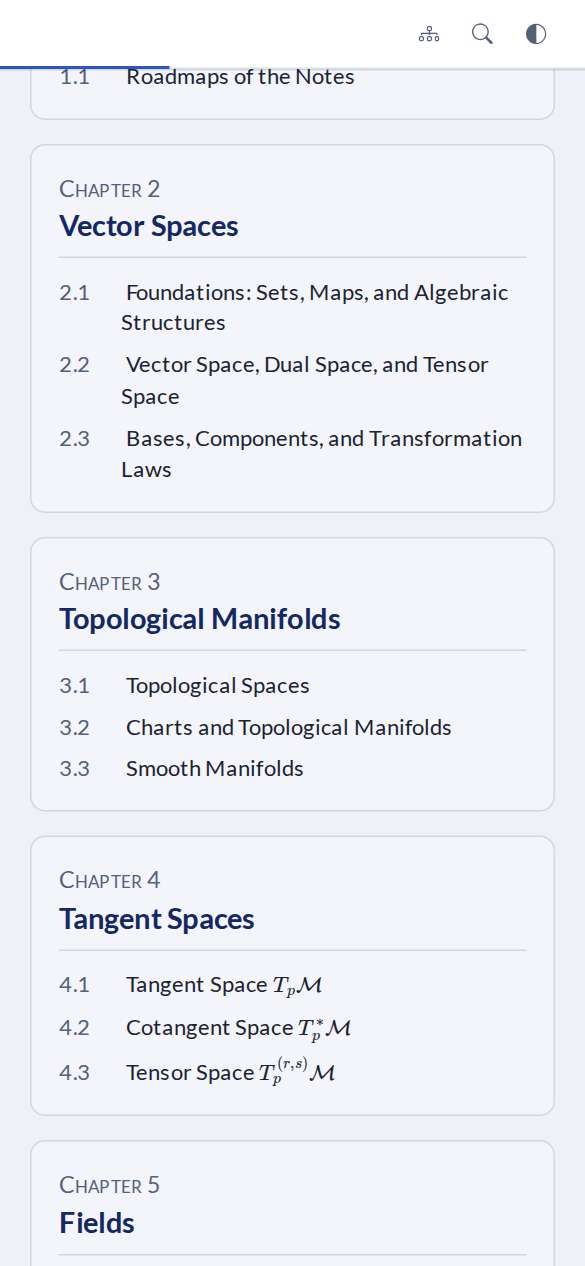 1.1 Roadmaps of the Notes
CHAPTER 2
Vector Spaces
2.1 Foundations: Sets, Maps, and Algebraic
Structures
2.2 Vector Space, Dual Space, and Tensor
Space
2.3 Bases, Components, and Transformation
Laws
CHAPTER 3
Topological Manifolds
3.1 Topological Spaces
3.2 Charts and Topological Manifolds
3.3 Smooth Manifolds
CHAPTER 4
Tangent Spaces
4.1 Tangent Space $T_p\mathcal{M}$
4.2 Cotangent Space $T_p^*\mathcal{M}$
4.3 Tensor Space $T_p^{(r,s)}\mathcal{M}$
CHAPTER 5
Fields